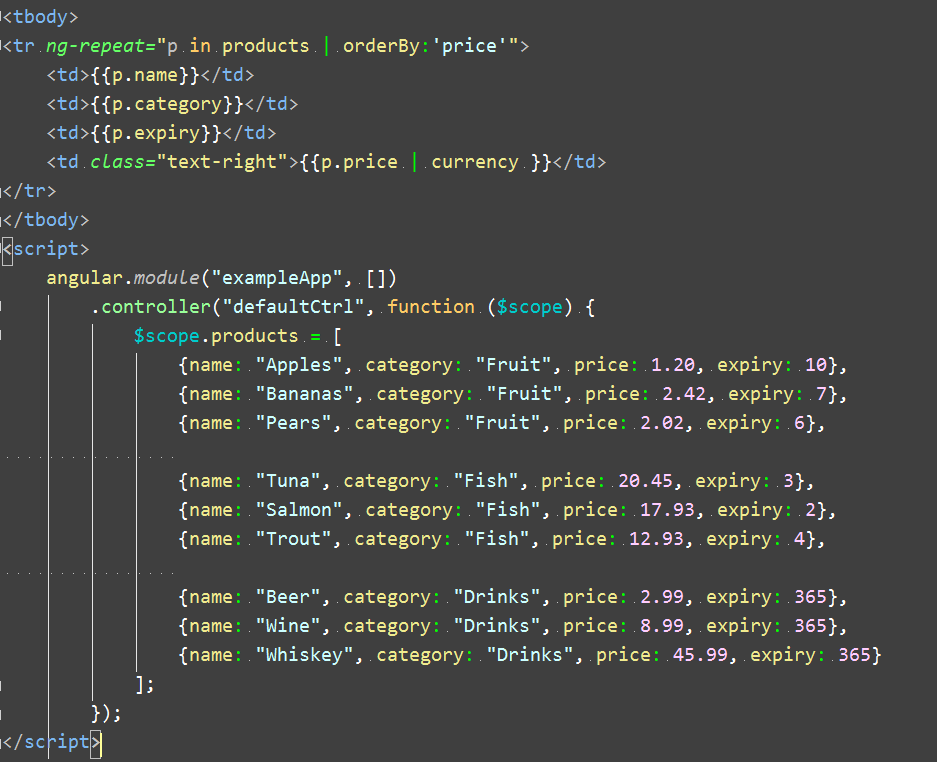 <tbody>
<tr ng-repeat="p in products | orderBy:'price'">
    <td>{{p.name}}</td>
    <td>{{p.category}}</td>
    <td>{{p.expiry}}</td>
    <td class="text-right">{{p.price | currency }}</td>
</tr>
</tbody>
<script>
    angular.module("exampleApp", [])
        .controller("defaultCtrl", function ($scope) {
            $scope.products = [
                {name: "Apples", category: "Fruit", price: 1.20, expiry: 10},
                {name: "Bananas", category: "Fruit", price: 2.42, expiry: 7},
                {name: "Pears", category: "Fruit", price: 2.02, expiry: 6},

                {name: "Tuna", category: "Fish", price: 20.45, expiry: 3},
                {name: "Salmon", category: "Fish", price: 17.93, expiry: 2},
                {name: "Trout", category: "Fish", price: 12.93, expiry: 4},

                {name: "Beer", category: "Drinks", price: 2.99, expiry: 365},
                {name: "Wine", category: "Drinks", price: 8.99, expiry: 365},
                {name: "Whiskey", category: "Drinks", price: 45.99, expiry: 365}
            ];
        });
</script>